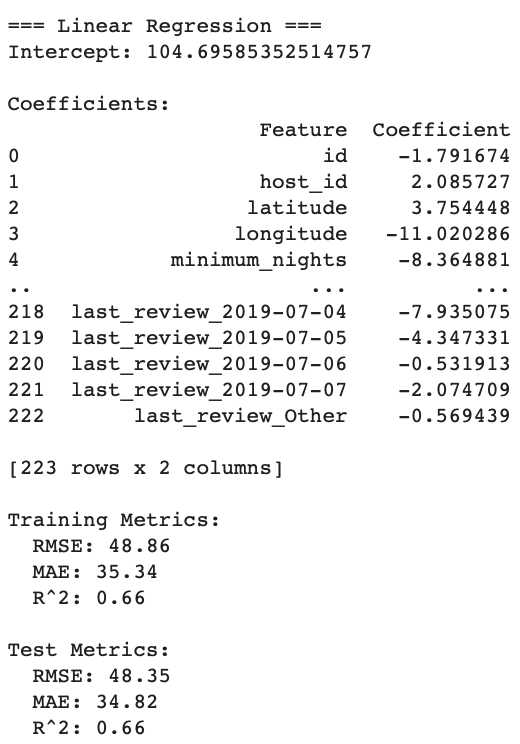 === Linear Regression ===
Intercept: 104.69585352514757
Coefficients:
Feature Coefficient
0 id -1.791674
1 host_id 2.085727
2 latitude 3.754448
3 longitude -11.020286
4 minimum_nights -8.364881
.. ... ...
218 last_review_2019-07-04 -7.935075
219 last_review_2019-07-05 -4.347331
220 last_review_2019-07-06 -0.531913
221 last_review_2019-07-07 -2.074709
222 last_review_Other -0.569439
[223 rows x 2 columns]
Training Metrics:
RMSE: 48.86
MAE: 35.34
R^2: 0.66
Test Metrics:
RMSE: 48.35
MAE: 34.82
R^2: 0.66